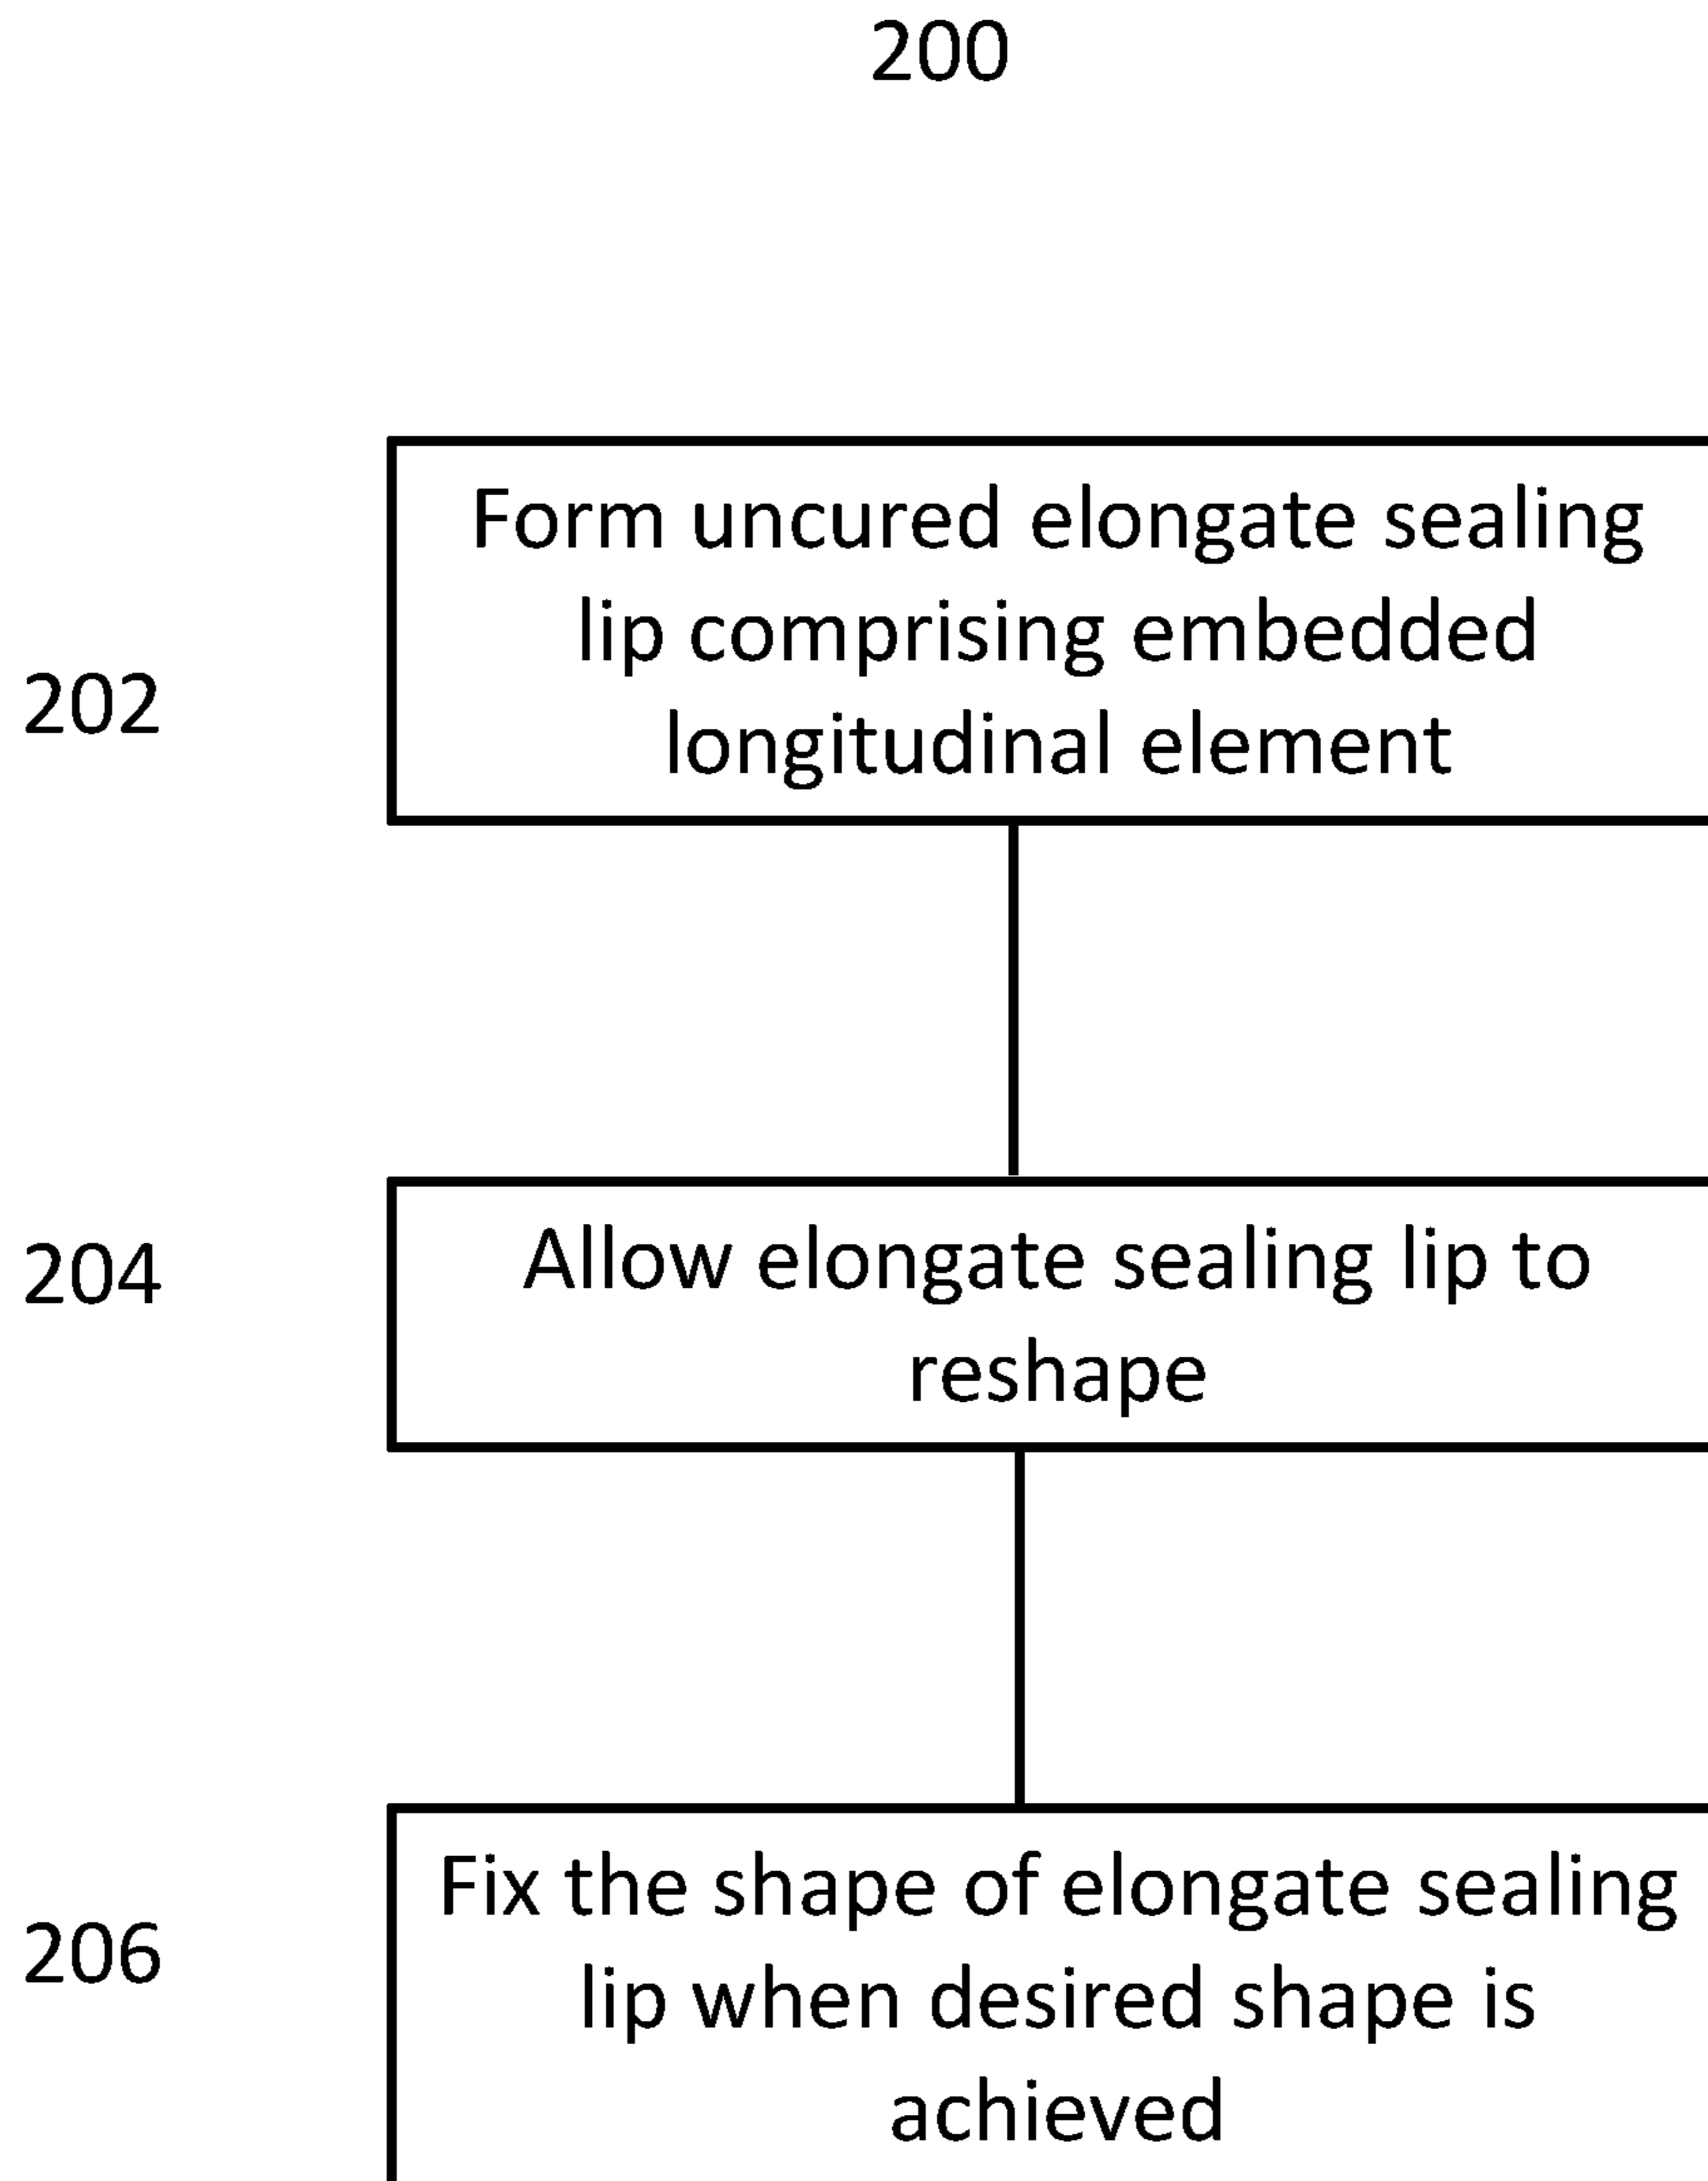 200
202
Form uncured elongate sealing
lip comprising embedded
longitudinal element
204
Allow elongate sealing lip to
reshape
206
Fix the shape of elongate sealing
lip when desired shape is
achieved